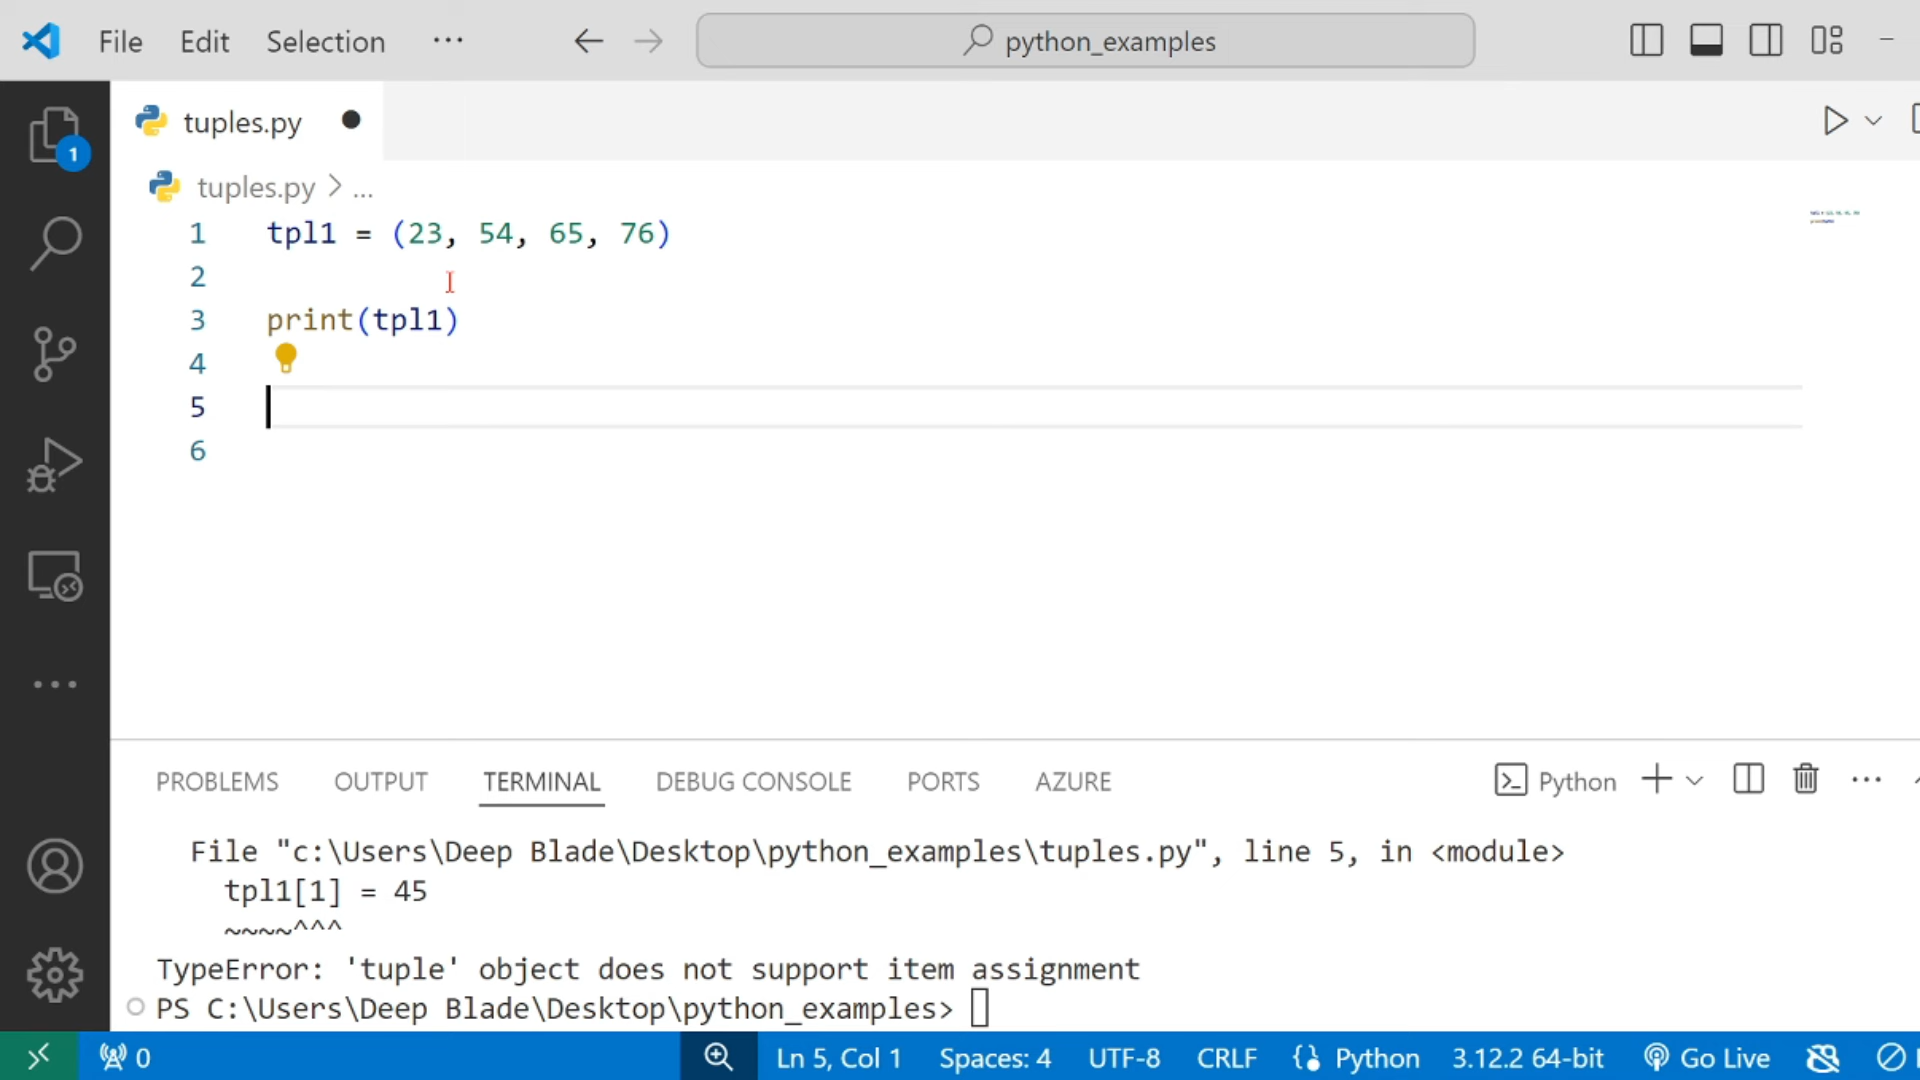 File Edit Selection ··· python_examples
1
tuples.py
tuples.py > ...
1 tpl1 = (23, 54, 65, 76)
2
3 print(tpl1)
4
5
6
PROBLEMS OUTPUT TERMINAL DEBUG CONSOLE PORTS AZURE Python
File "c:\Users\Deep Blade\Desktop\python_examples\tuples.py", line 5, in <module>
tpl1[1] = 45
~~~~^^^
TypeError: 'tuple' object does not support item assignment
PS C:\Users\Deep Blade\Desktop\python_examples>
0 Ln 5, Col 1 Spaces: 4 UTF-8 CRLF Python 3.12.2 64-bit Go Live